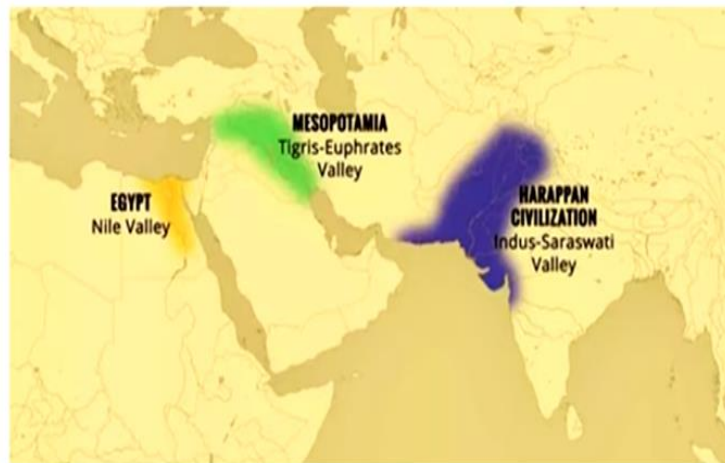 MESOPOTAMIA
Tigris-Euphrates
Valley
EGYPT
Nile Valley
HARAPPAN
CIVILIZATION
Indus-Saraswati
Valley